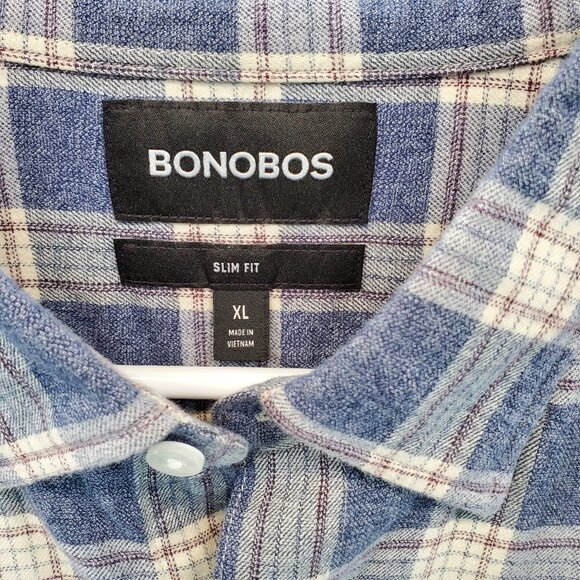 BONOBOS
SLIM FIT
XL
MADE IN
VIETNAM